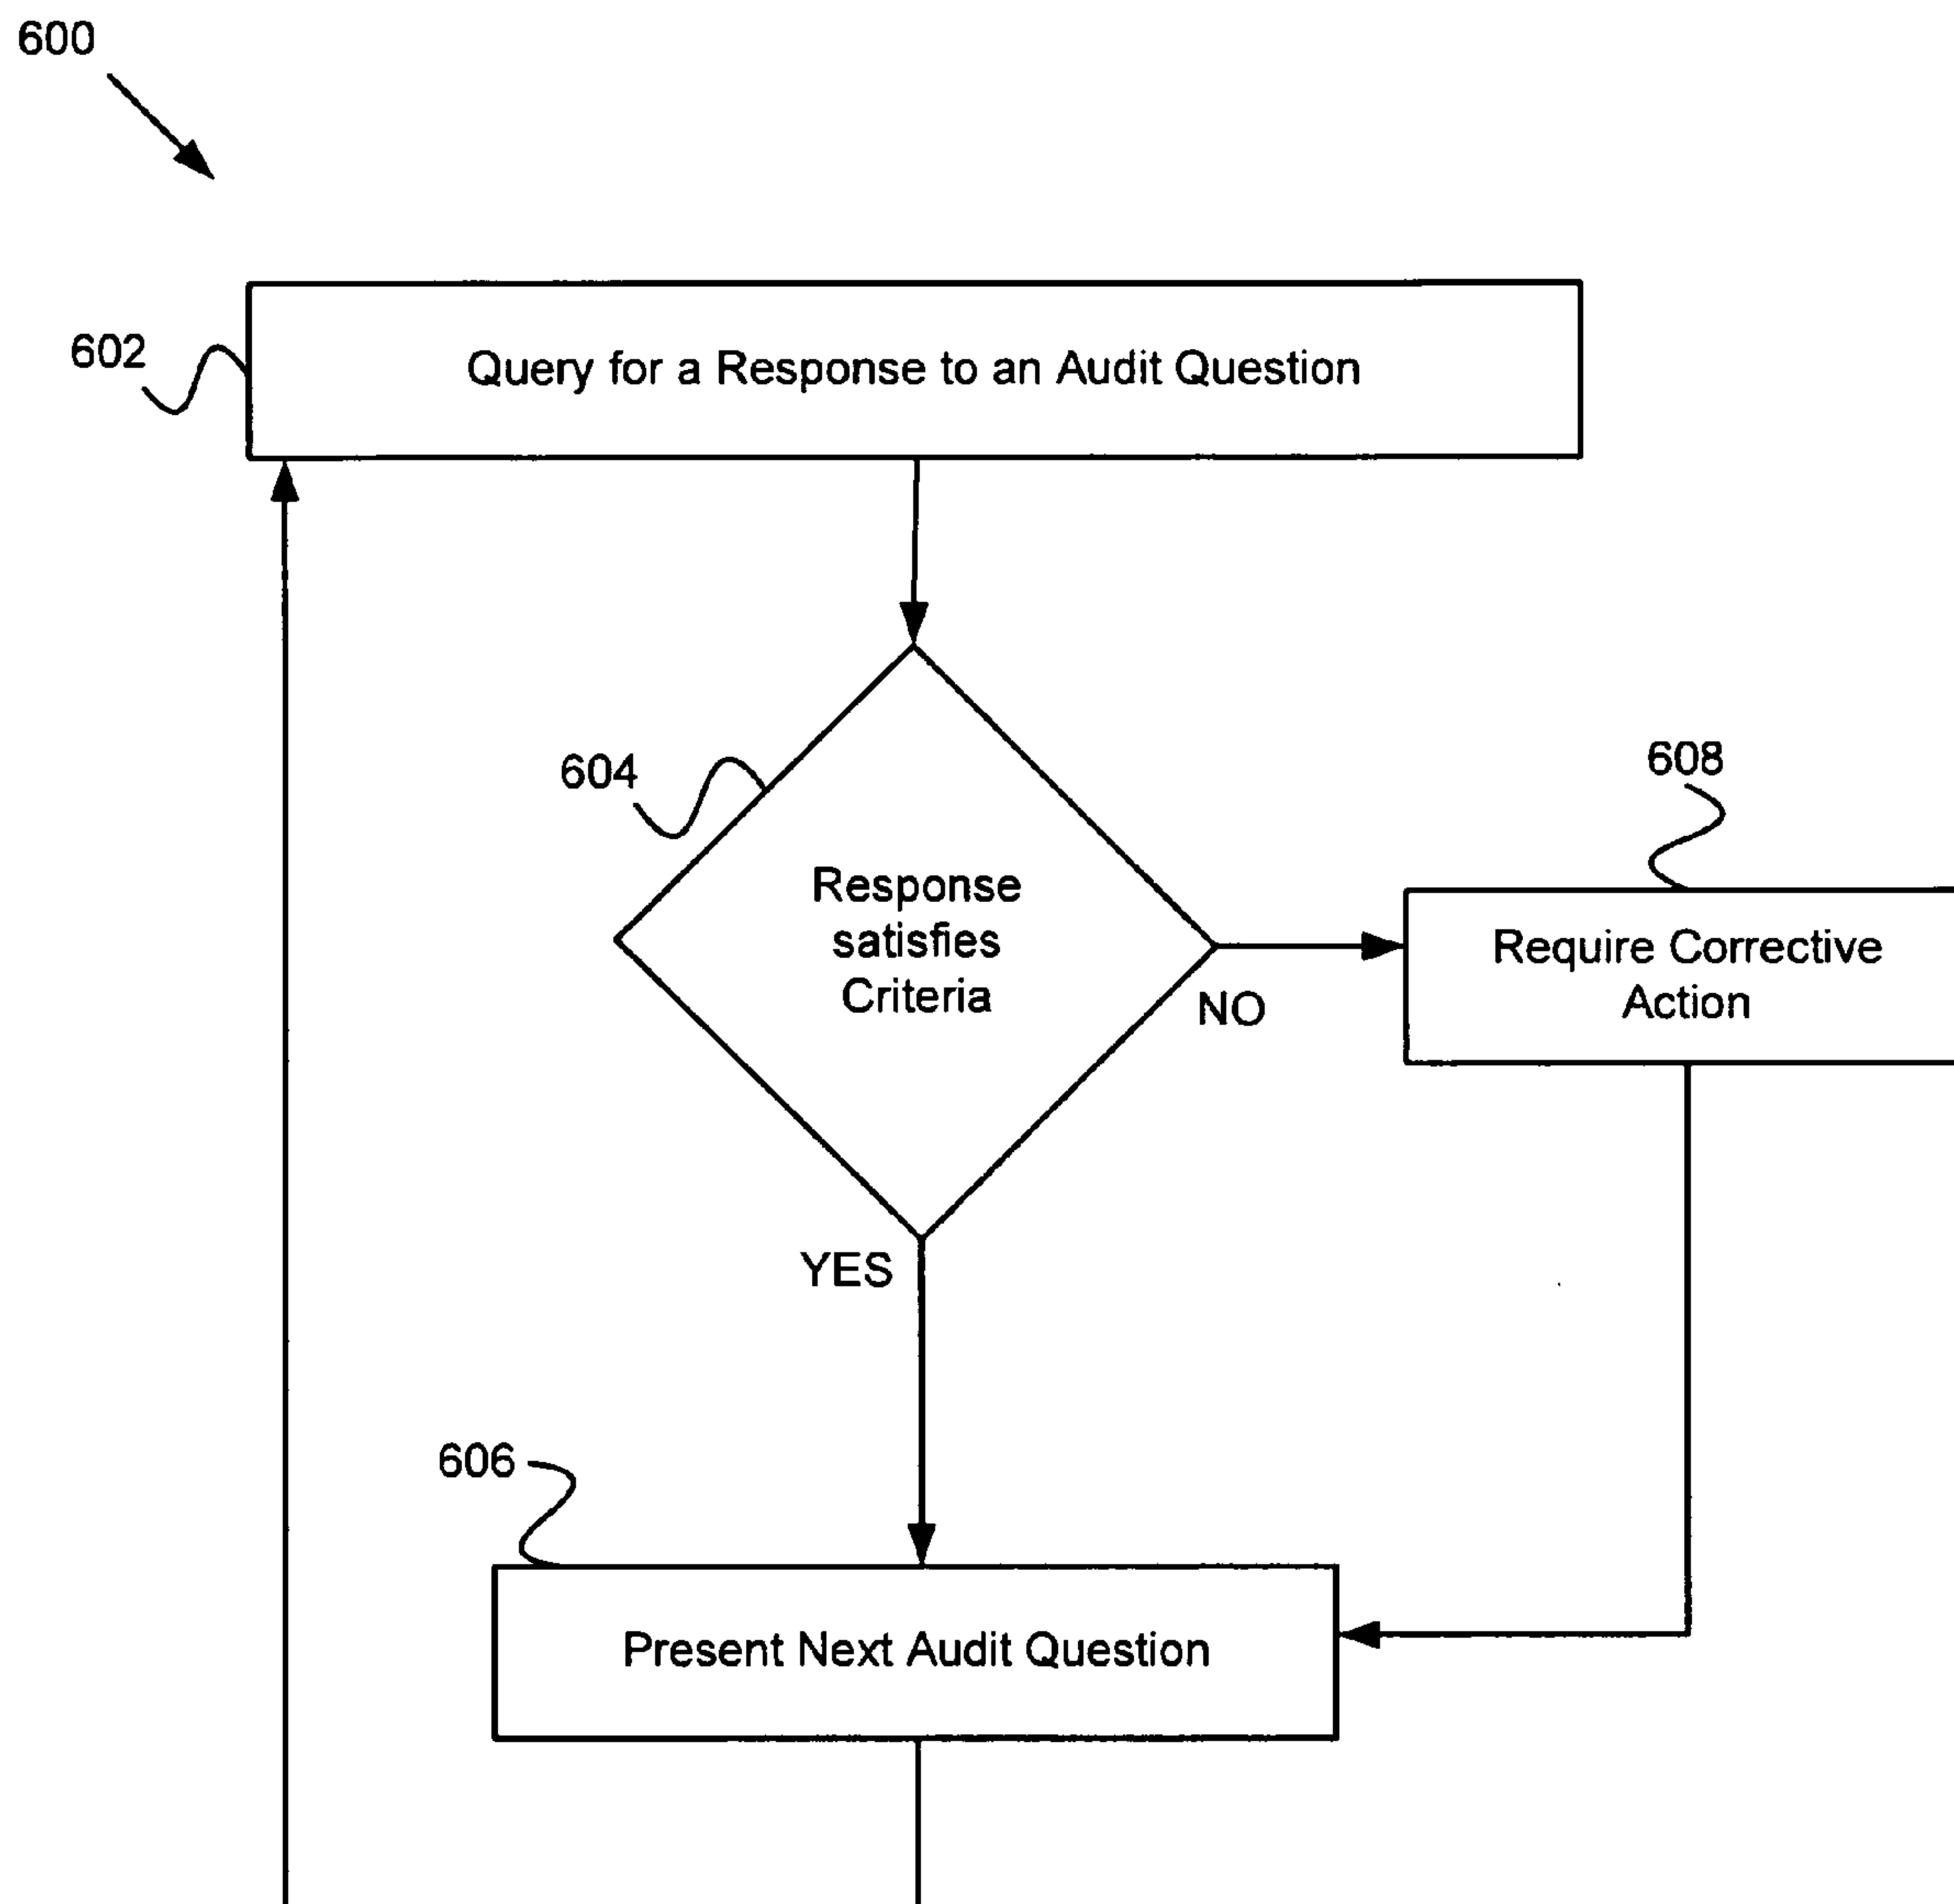 600
602
Query for a Response to an Audit Question
604
608
Response
satisfies
Criteria
Require Corrective
Action
NO
YES
606
Present Next Audit Question